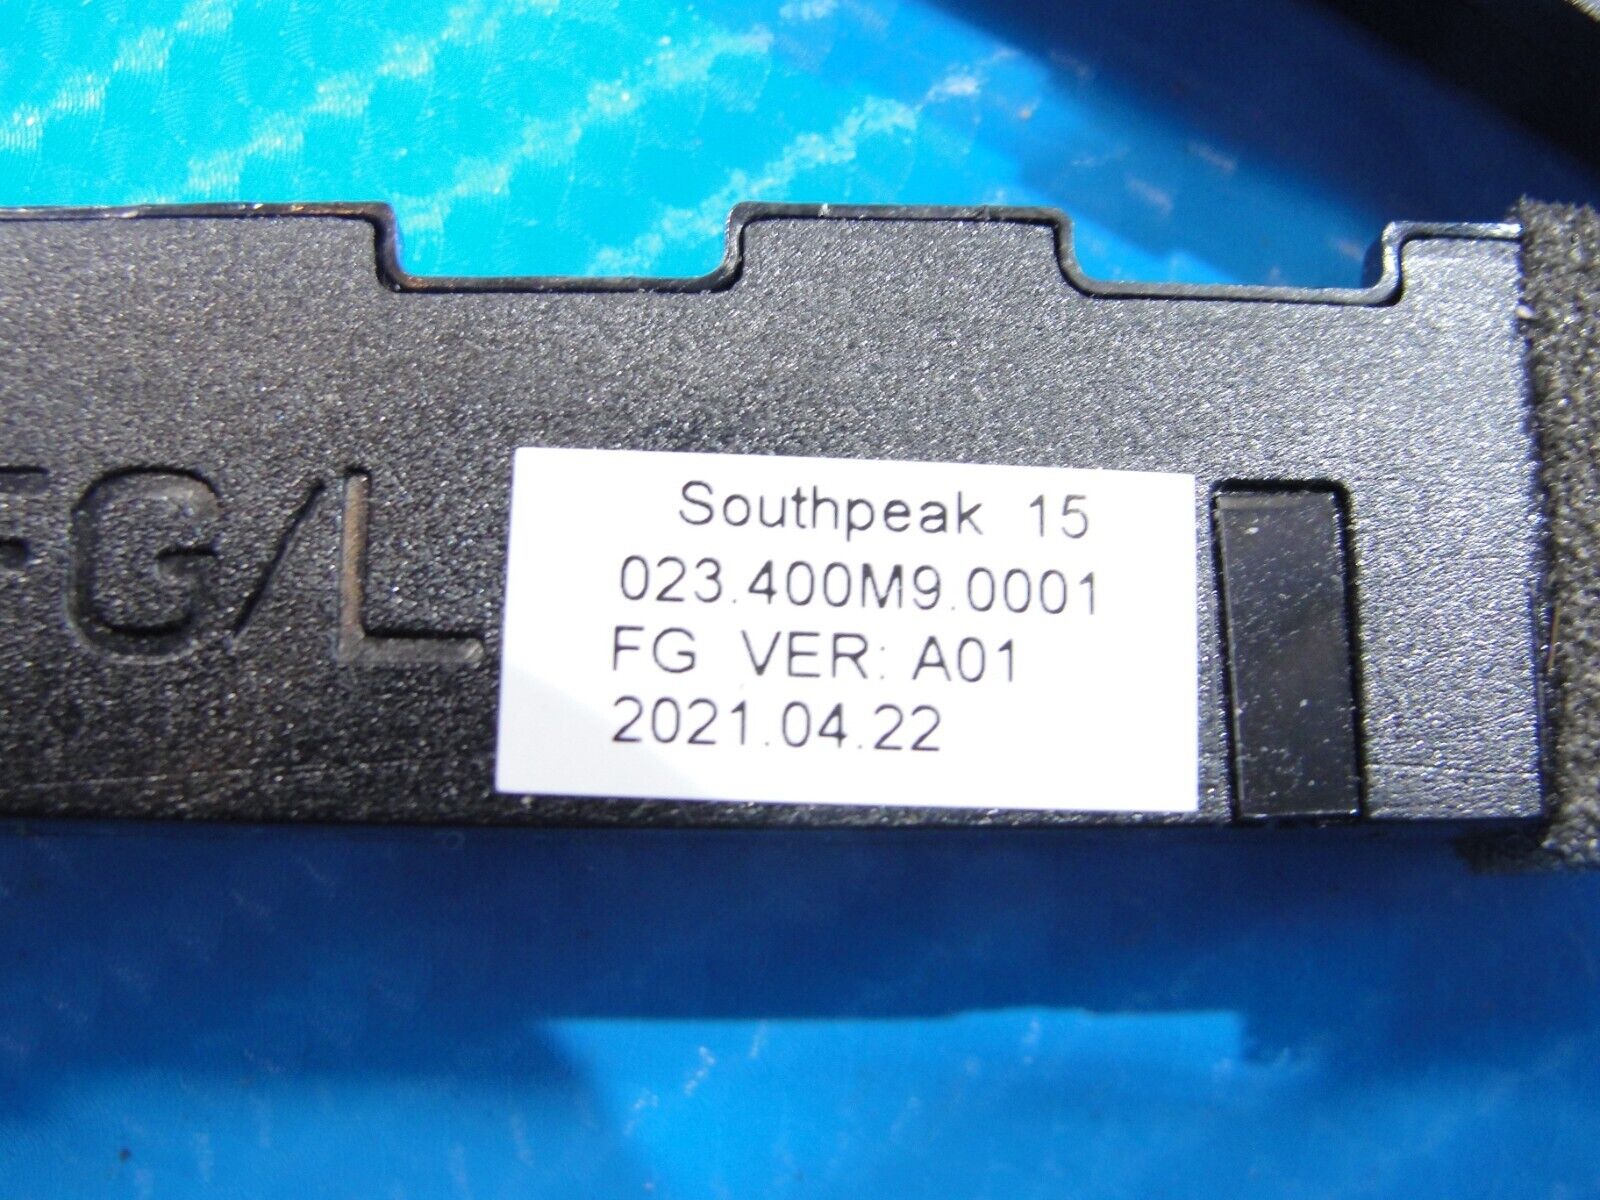 FG/L
Southpeak 15
023.400M9.0001
FG VER: A01
2021.04.22